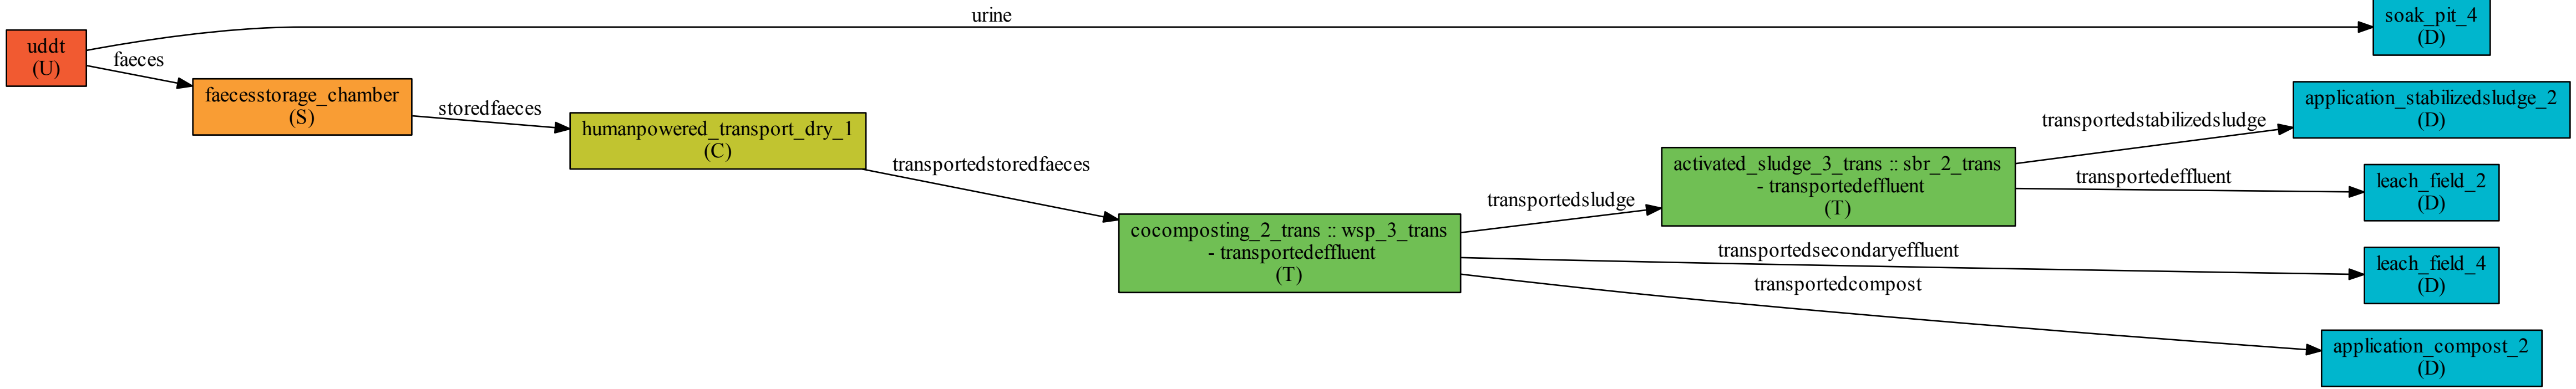 urine
soak_pit_4
(D)
uddt
(U)
faeces
faecesstorage_chamber
(S)
storedfaeces
humanpowered_transport_dry_1
(C)
transportedstoredfaeces
cocomposting_2_trans :: wsp_3_trans
- transportedeffluent
(T)
transportedsludge
activated_sludge_3_trans :: sbr_2_trans
- transportedeffluent
(T)
transportedstabilizedsludge
application_stabilizedsludge_2
(D)
transportedeffluent
leach_field_2
(D)
transportedsecondaryeffluent
leach_field_4
(D)
transportedcompost
application_compost_2
(D)